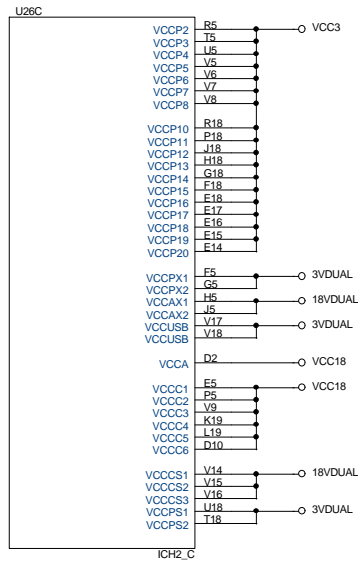 U26C
VCCP2 R5 VCC3
VCCP3 T5
VCCP4 U5
VCCP5 V5
VCCP6 V6
VCCP7 V7
VCCP8 V8
VCCP10 R18
VCCP11 P18
VCCP12 J18
VCCP13 H18
VCCP14 G18
VCCP15 F18
VCCP16 E18
VCCP17 E17
VCCP18 E16
VCCP19 E15
VCCP20 E14
VCCPX1 F5 3VDUAL
VCCPX2 G5
VCCAX1 H5 18VDUAL
VCCAX2 J5
VCCUSB V17 3VDUAL
VCCUSB V18
VCCA D2 VCC18
VCCC1 E5 VCC18
VCCC2 P5
VCCC3 V9
VCCC4 K19
VCCC5 L19
VCCC6 D10
VCCCS1 V14 18VDUAL
VCCCS2 V15
VCCCS3 V16
VCCPS1 U18 3VDUAL
VCCPS2 T18
ICH2_C